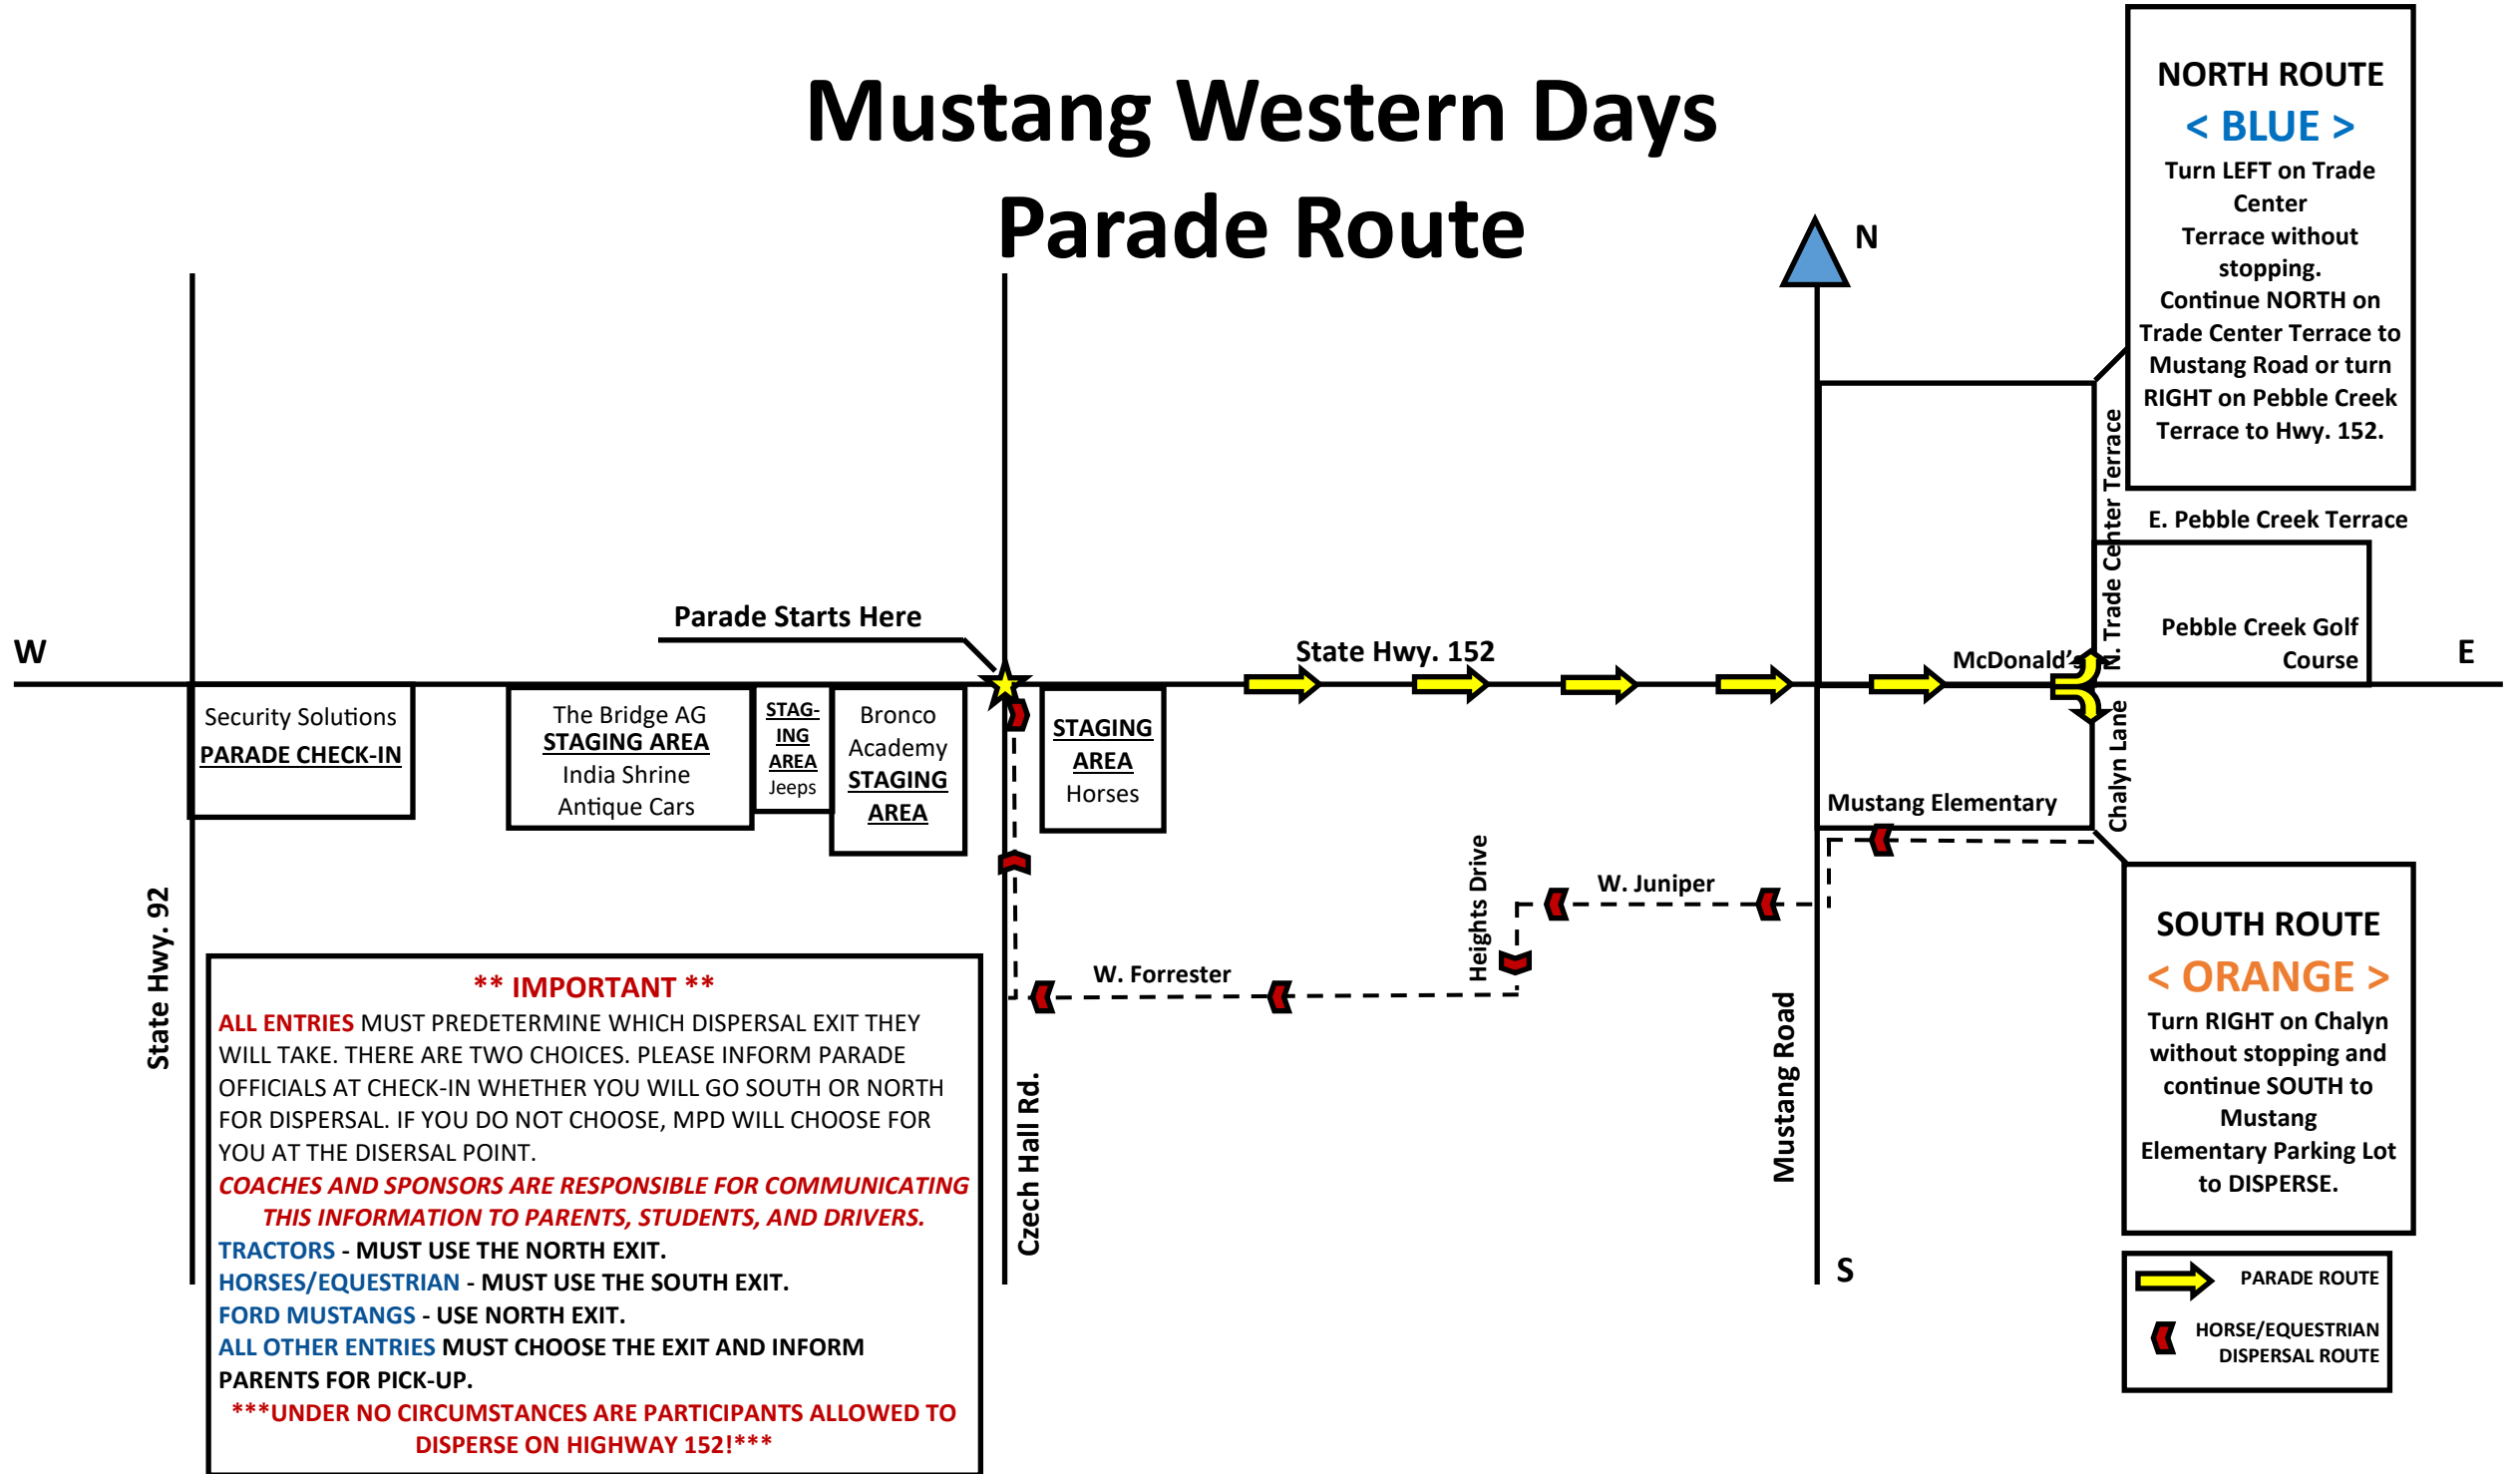 Mustang Western Days
Parade Route
N
NORTH ROUTE
< BLUE >
Turn LEFT on Trade
Center
Terrace without
stopping.
Continue NORTH on
Trade Center Terrace to
Mustang Road or turn
RIGHT on Pebble Creek
Terrace to Hwy. 152.
N. Trade Center Terrace
E. Pebble Creek Terrace
Pebble Creek Golf
Course
Parade Starts Here
State Hwy. 152
McDonald's
W
E
Security Solutions
PARADE CHECK-IN
The Bridge AG
STAGING AREA
India Shrine
Antique Cars
STAG-
ING
AREA
Jeeps
Bronco
Academy
STAGING
AREA
STAGING
AREA
Horses
Mustang Elementary
Chalyn Lane
Heights Drive
W. Juniper
W. Forrester
State Hwy. 92
Czech Hall Rd.
Mustang Road
S
** IMPORTANT **
ALL ENTRIES MUST PREDETERMINE WHICH DISPERSAL EXIT THEY
WILL TAKE. THERE ARE TWO CHOICES. PLEASE INFORM PARADE
OFFICIALS AT CHECK-IN WHETHER YOU WILL GO SOUTH OR NORTH
FOR DISPERSAL. IF YOU DO NOT CHOOSE, MPD WILL CHOOSE FOR
YOU AT THE DISERSAL POINT.
COACHES AND SPONSORS ARE RESPONSIBLE FOR COMMUNICATING
THIS INFORMATION TO PARENTS, STUDENTS, AND DRIVERS.
TRACTORS - MUST USE THE NORTH EXIT.
HORSES/EQUESTRIAN - MUST USE THE SOUTH EXIT.
FORD MUSTANGS - USE NORTH EXIT.
ALL OTHER ENTRIES MUST CHOOSE THE EXIT AND INFORM
PARENTS FOR PICK-UP.
***UNDER NO CIRCUMSTANCES ARE PARTICIPANTS ALLOWED TO
DISPERSE ON HIGHWAY 152!***
SOUTH ROUTE
< ORANGE >
Turn RIGHT on Chalyn
without stopping and
continue SOUTH to
Mustang
Elementary Parking Lot
to DISPERSE.
PARADE ROUTE
HORSE/EQUESTRIAN
DISPERSAL ROUTE